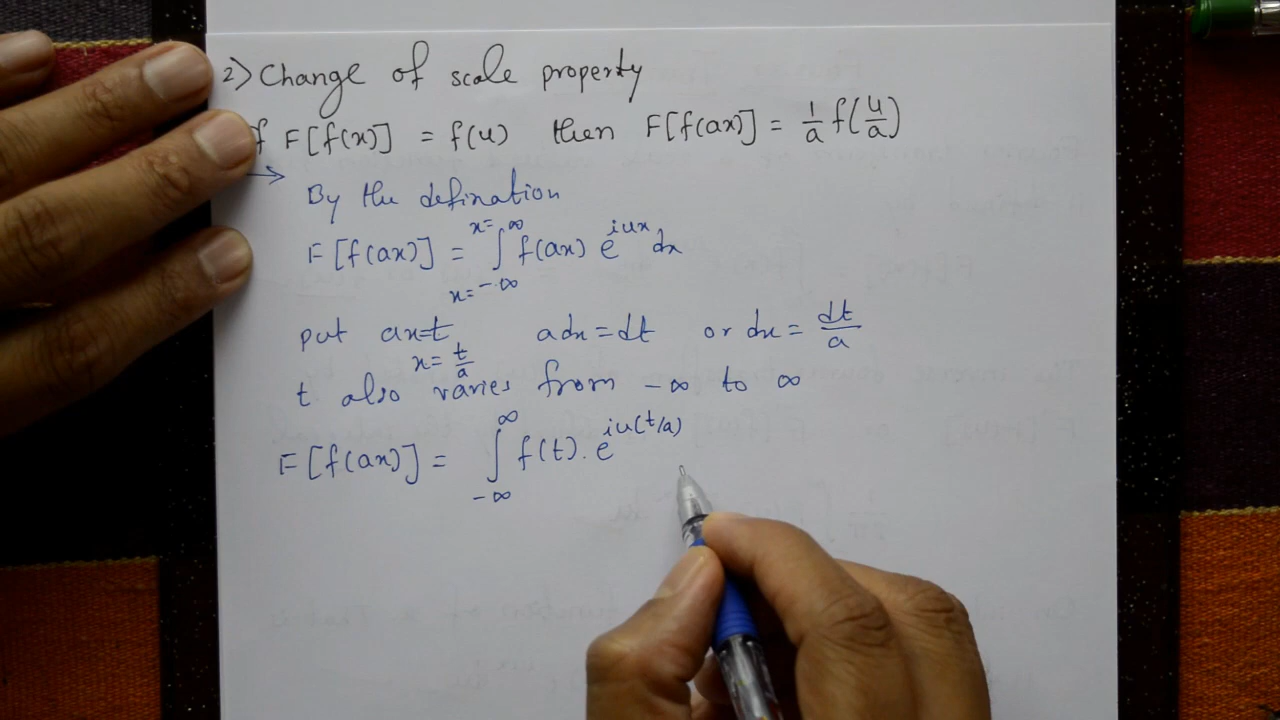 2) Change of scale property
f F[f(x)] = f(u) then F[f(ax)] = 1/a f(u/a)
→ By the defination
F[f(ax)] = ∫_{x=-∞}^{x=∞} f(ax) e^{iux} dx
put ax=t adx = dt or dx = dt/a
x = t/a
t also varies from -∞ to ∞
F[f(ax)] = ∫_{-∞}^{∞} f(t). e^{iu(t/a)}